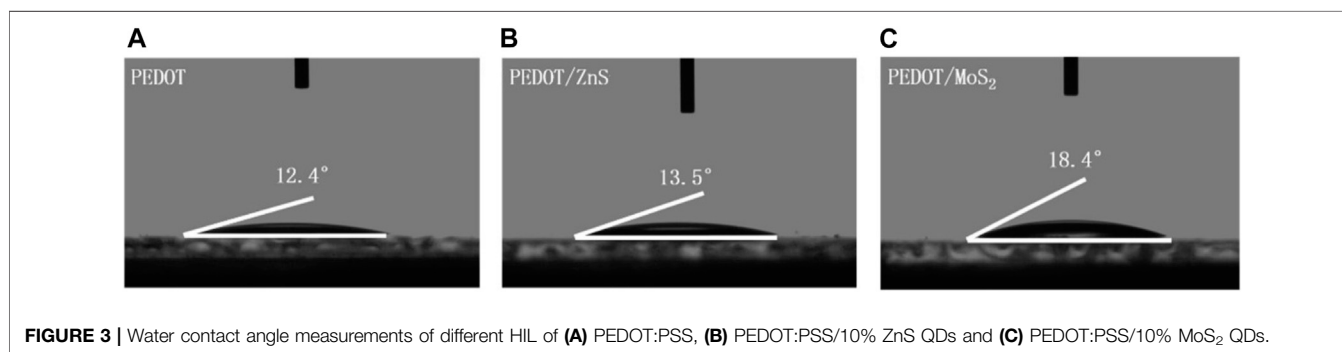 A
B
C
PEDOT
PEDOT/ZnS
PEDOT/MoS₂
12.4°
13.5°
18.4°
FIGURE 3 | Water contact angle measurements of different HIL of (A) PEDOT:PSS, (B) PEDOT:PSS/10% ZnS QDs and (C) PEDOT:PSS/10% MoS₂ QDs.